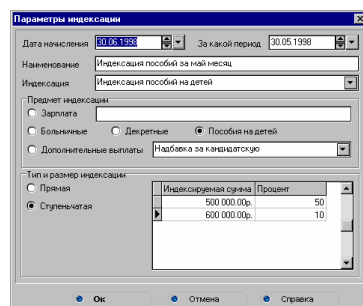 Параметры индексации
Дата начисления 30.06.1998 За какой период 30.05.1998
Наименование Индексация пособий за май месяц
Индексация Индексация пособий на детей
Предмет индексации
Зарплата
Больничные Декретные Пособия на детей
Дополнительные выплаты Надбавка за кандидатскую
Тип и размер индексации
Прямая
Ступеньчатая
Индексируемая сумма Процент
500 000.00р. 50
600 000.00р. 10
Ок Отмена Справка